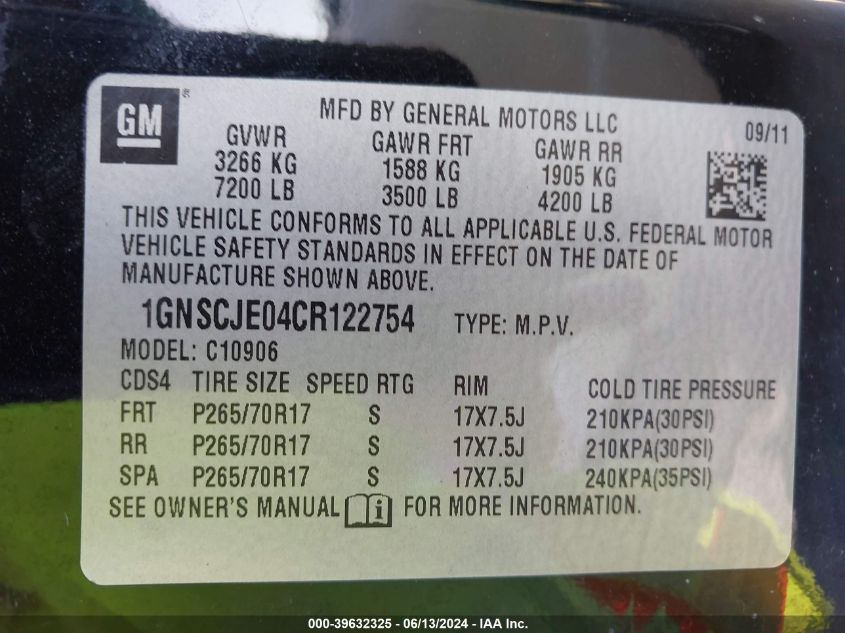 GM
MFD BY GENERAL MOTORS LLC
09/11
GVWR GAWR FRT GAWR RR
3266 KG 1588 KG 1905 KG
7200 LB 3500 LB 4200 LB
THIS VEHICLE CONFORMS TO ALL APPLICABLE U.S. FEDERAL MOTOR
VEHICLE SAFETY STANDARDS IN EFFECT ON THE DATE OF
MANUFACTURE SHOWN ABOVE.
1GNSCJE04CR122754 TYPE: M.P.V.
MODEL: C10906
CDS4 TIRE SIZE SPEED RTG RIM COLD TIRE PRESSURE
FRT P265/70R17 S 17X7.5J 210KPA(30PSI)
RR P265/70R17 S 17X7.5J 210KPA(30PSI)
SPA P265/70R17 S 17X7.5J 240KPA(35PSI)
SEE OWNER'S MANUAL FOR MORE INFORMATION.
000-39632325 - 06/13/2024 - IAA Inc.